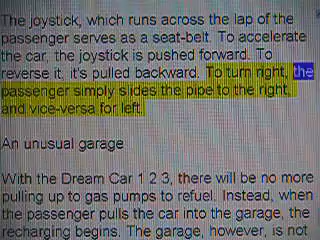 The joystick, which runs across the lap of the
passenger serves as a seat-belt. To accelerate
the car, the joystick is pushed forward. To
reverse it, it's pulled backward. To turn right, the
passenger simply slides the pipe to the right,
and vice-versa for left.
An unusual garage
With the Dream Car 1 2 3, there will be no more
pulling up to gas pumps to refuel. Instead, when
the passenger pulls the car into the garage, the
recharging begins. The garage, however, is not